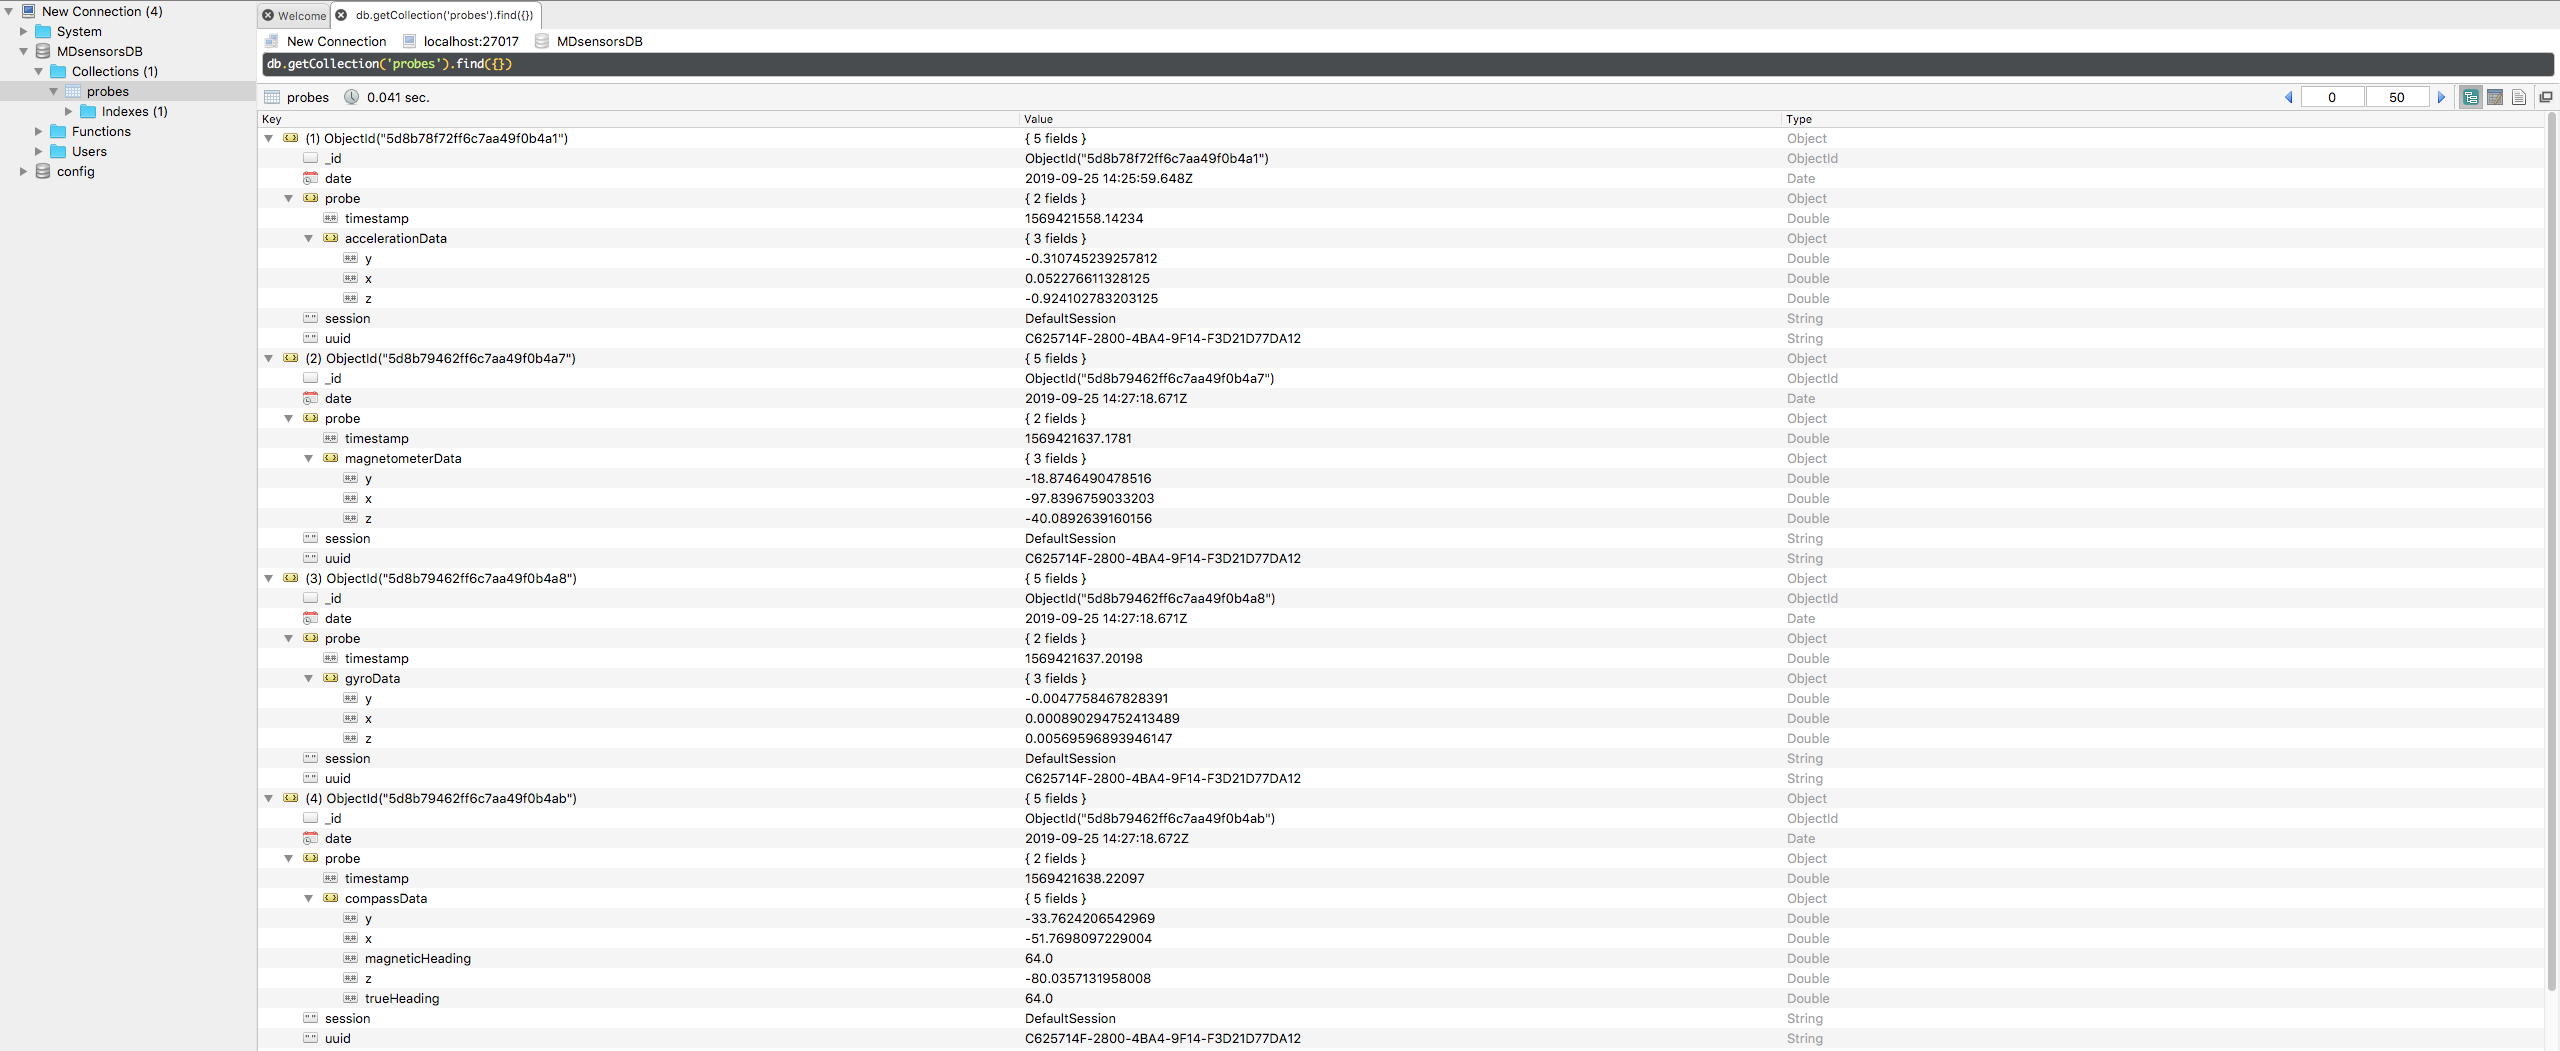 New Connection (4)
System
MDsensorsDB
Collections (1)
probes
Indexes (1)
Functions
Users
config
Welcome
db.getCollection('probes').find({})
New Connection localhost:27017 MDsensorsDB
db.getCollection('probes').find({})
probes 0.041 sec. 0 50
Key Value Type
(1) ObjectId("5d8b78f72ff6c7aa49f0b4a1") { 5 fields } Object
_id ObjectId("5d8b78f72ff6c7aa49f0b4a1") ObjectId
date 2019-09-25 14:25:59.648Z Date
probe { 2 fields } Object
timestamp 1569421558.14234 Double
accelerationData { 3 fields } Object
y -0.310745239257812 Double
x 0.052276611328125 Double
z -0.924102783203125 Double
session DefaultSession String
uuid C625714F-2800-4BA4-9F14-F3D21D77DA12 String
(2) ObjectId("5d8b79462ff6c7aa49f0b4a7") { 5 fields } Object
_id ObjectId("5d8b79462ff6c7aa49f0b4a7") ObjectId
date 2019-09-25 14:27:18.671Z Date
probe { 2 fields } Object
timestamp 1569421637.1781 Double
magnetometerData { 3 fields } Object
y -18.8746490478516 Double
x -97.8396759033203 Double
z -40.0892639160156 Double
session DefaultSession String
uuid C625714F-2800-4BA4-9F14-F3D21D77DA12 String
(3) ObjectId("5d8b79462ff6c7aa49f0b4a8") { 5 fields } Object
_id ObjectId("5d8b79462ff6c7aa49f0b4a8") ObjectId
date 2019-09-25 14:27:18.671Z Date
probe { 2 fields } Object
timestamp 1569421637.20198 Double
gyroData { 3 fields } Object
y -0.0047758467828391 Double
x 0.000890294752413489 Double
z 0.00569596893946147 Double
session DefaultSession String
uuid C625714F-2800-4BA4-9F14-F3D21D77DA12 String
(4) ObjectId("5d8b79462ff6c7aa49f0b4ab") { 5 fields } Object
_id ObjectId("5d8b79462ff6c7aa49f0b4ab") ObjectId
date 2019-09-25 14:27:18.672Z Date
probe { 2 fields } Object
timestamp 1569421638.22097 Double
compassData { 5 fields } Object
y -33.7624206542969 Double
x -51.7698097229004 Double
magneticHeading 64.0 Double
z -80.0357131958008 Double
trueHeading 64.0 Double
session DefaultSession String
uuid C625714F-2800-4BA4-9F14-F3D21D77DA12 String